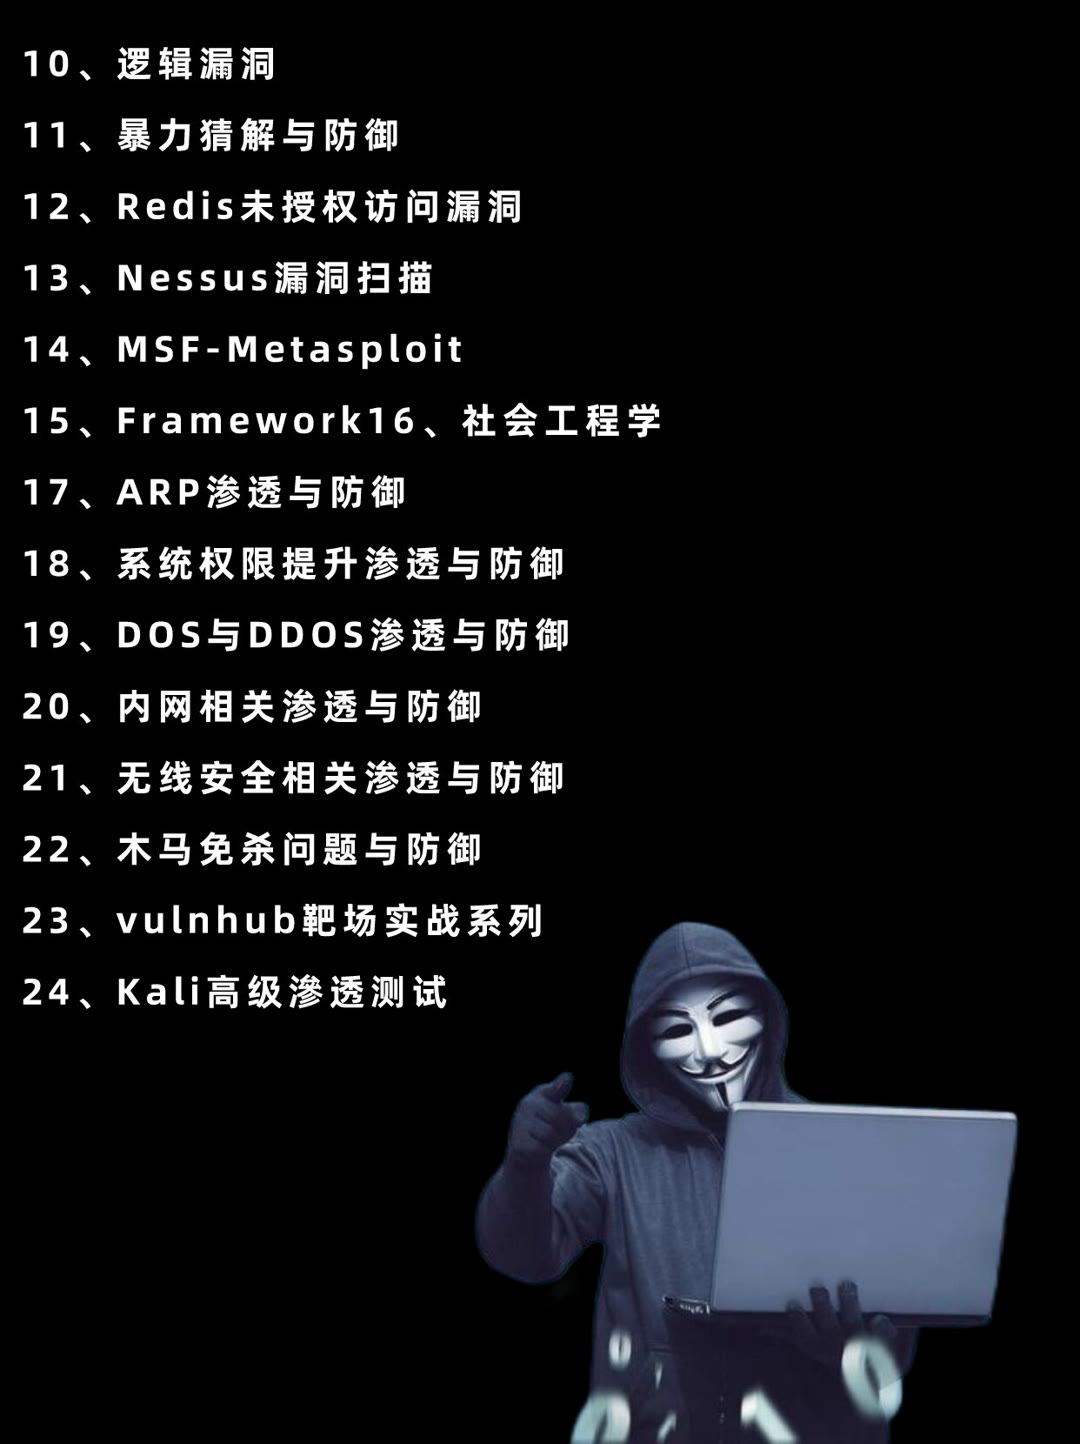 10、逻辑漏洞
11、暴力猜解与防御
12、Redis未授权访问漏洞
13、Nessus漏洞扫描
14、MSF-Metasploit
15、Framework16、社会工程学
17、ARP渗透与防御
18、系统权限提升渗透与防御
19、DOS与DDOS渗透与防御
20、内网相关渗透与防御
21、无线安全相关渗透与防御
22、木马免杀问题与防御
23、vulnhub靶场实战系列
24、Kali高级滲透测试